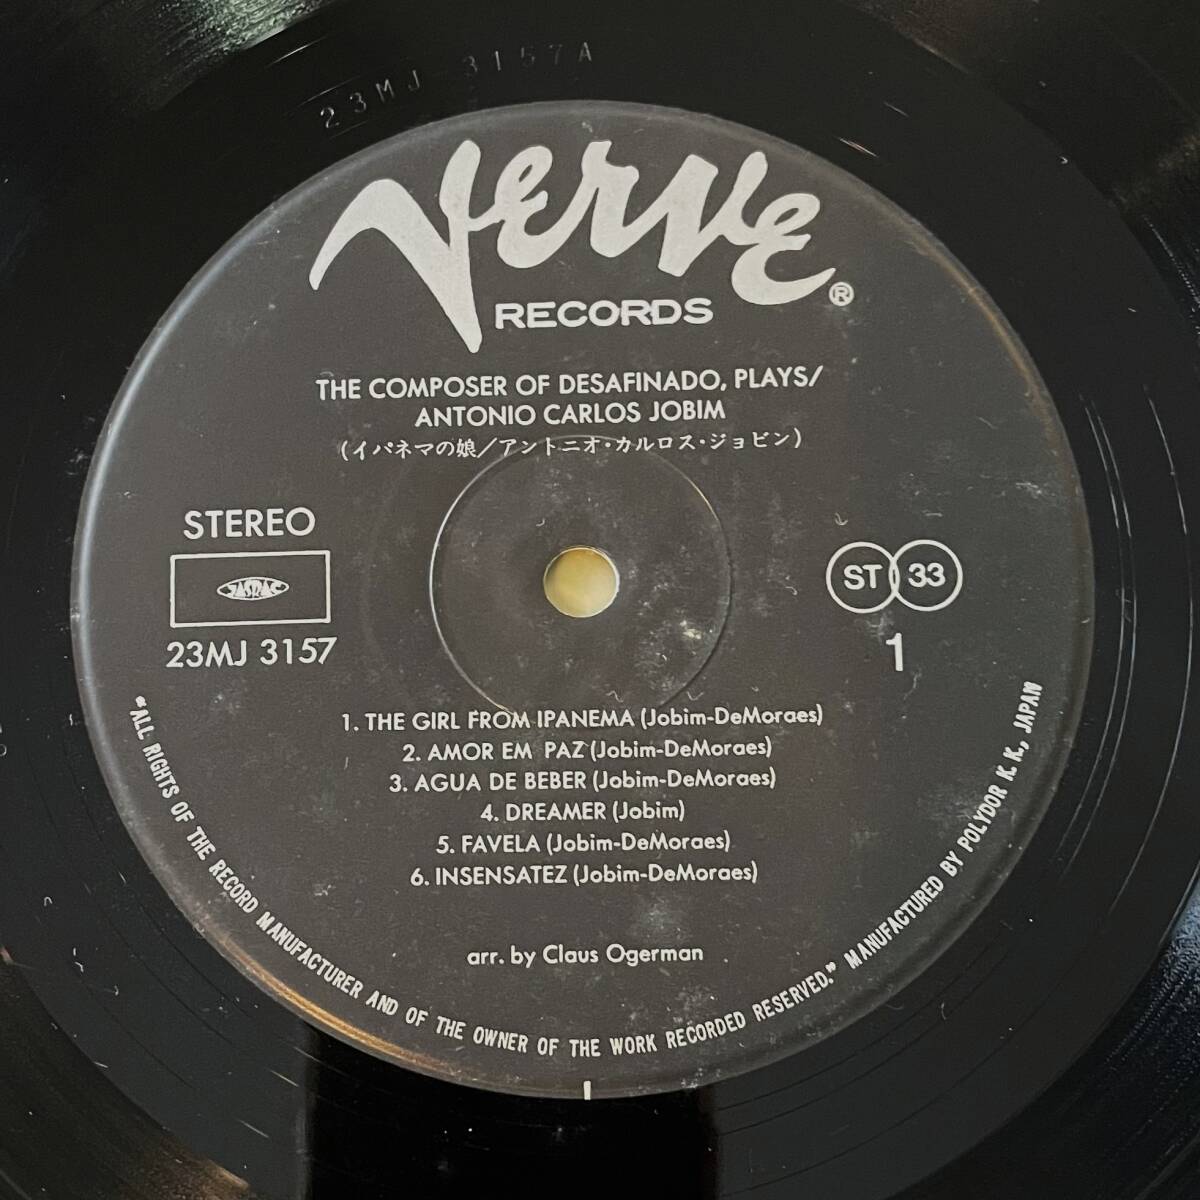 23MJ 3157A
VERVE
RECORDS®
THE COMPOSER OF DESAFINADO, PLAYS/
ANTONIO CARLOS JOBIM
(イパネマの娘/アントニオ・カルロス・ジョビン)
STEREO
JASRAC
23MJ 3157
ST 33
1
1. THE GIRL FROM IPANEMA (Jobim-DeMoraes)
2. AMOR EM PAZ (Jobim-DeMoraes)
3. AGUA DE BEBER (Jobim-DeMoraes)
4. DREAMER (Jobim)
5. FAVELA (Jobim-DeMoraes)
6. INSENSATEZ (Jobim-DeMoraes)
arr. by Claus Ogerman
"ALL RIGHTS OF THE RECORD MANUFACTURER AND OF THE OWNER OF THE WORK RECORDED RESERVED." MANUFACTURED BY POLYDOR K. K., JAPAN